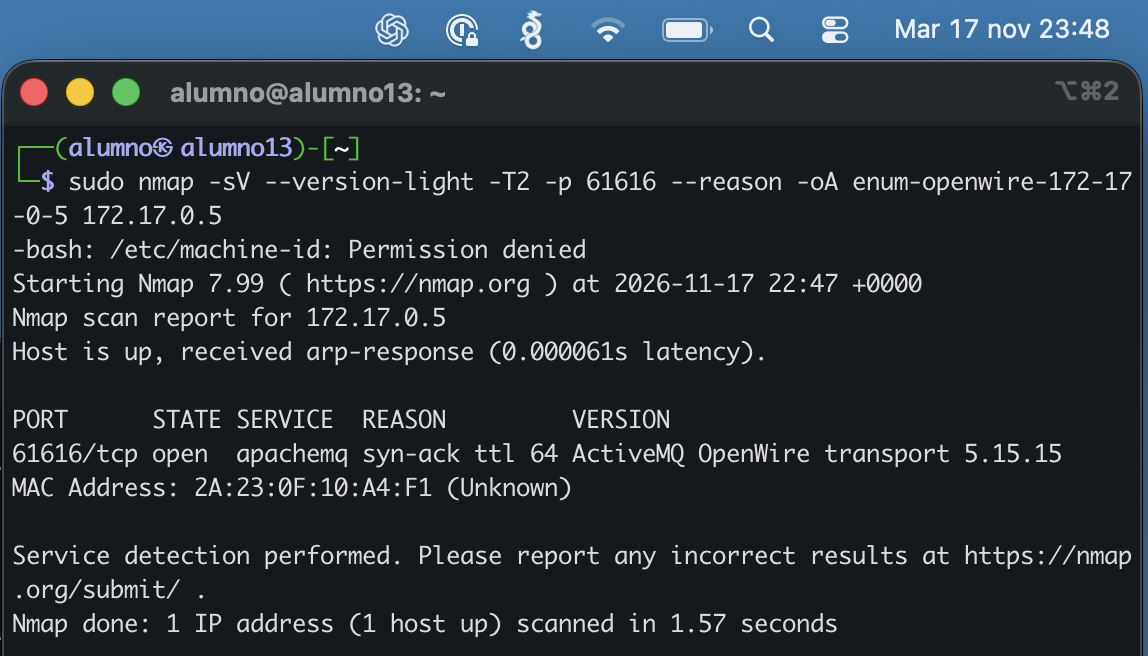 Mar 17 nov 23:48
alumno@alumno13: ~
⌥⌘2
┌──(alumno㉿ alumno13)-[~]
└─$ sudo nmap -sV --version-light -T2 -p 61616 --reason -oA enum-openwire-172-17
-0-5 172.17.0.5
-bash: /etc/machine-id: Permission denied
Starting Nmap 7.99 ( https://nmap.org ) at 2026-11-17 22:47 +0000
Nmap scan report for 172.17.0.5
Host is up, received arp-response (0.000061s latency).

PORT      STATE SERVICE  REASON         VERSION
61616/tcp open  apachemq syn-ack ttl 64 ActiveMQ OpenWire transport 5.15.15
MAC Address: 2A:23:0F:10:A4:F1 (Unknown)

Service detection performed. Please report any incorrect results at https://nmap
.org/submit/ .
Nmap done: 1 IP address (1 host up) scanned in 1.57 seconds